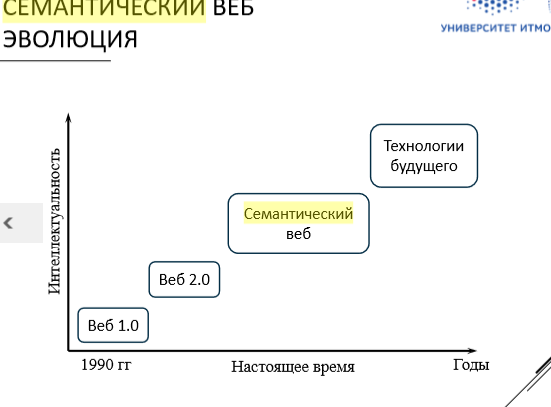 СЕМАНТИЧЕСКИЙ ВЕБ
ЭВОЛЮЦИЯ
УНИВЕРСИТЕТ ИТМО
Интеллектуальность
Технологии
будущего
Семантический
веб
Веб 2.0
Веб 1.0
1990 гг
Настоящее время
Годы